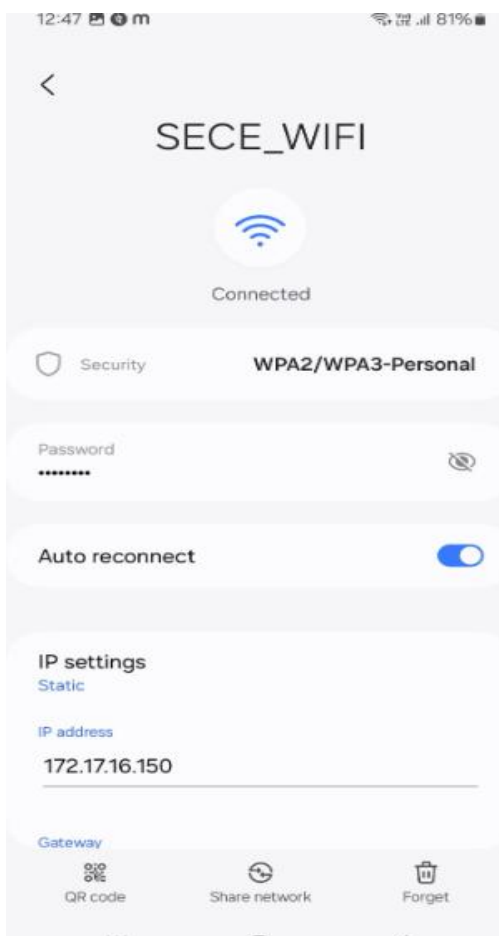 12:47 m 81%
SECE_WIFI
Connected
Security WPA2/WPA3-Personal
Password
••••••••
Auto reconnect
IP settings
Static
IP address
172.17.16.150
Gateway
QR code Share network Forget